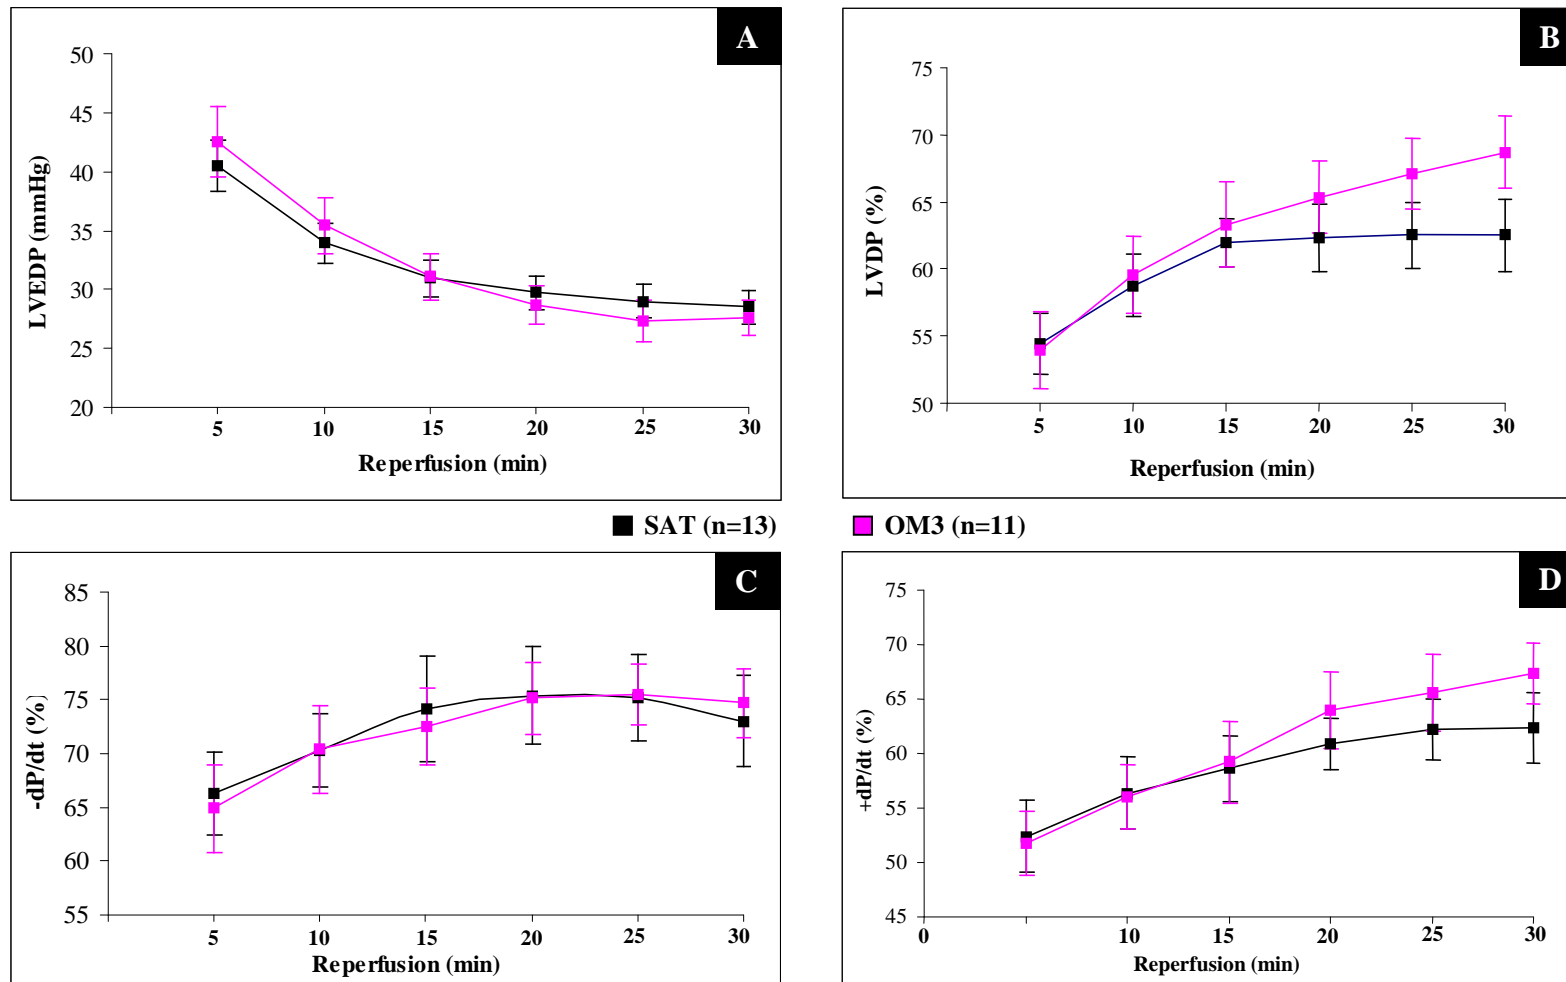 A
50
45
40
35
30
25
20
LVEDP (mmHg)
5 10 15 20 25 30
Reperfusion (min)
B
75
70
65
60
55
50
LVDP (%)
5 10 15 20 25 30
Reperfusion (min)
SAT (n=13) OM3 (n=11)
C
85
80
75
70
65
60
55
-dP/dt (%)
5 10 15 20 25 30
Reperfusion (min)
D
75
70
65
60
55
50
45
+dP/dt (%)
0 10 15 20 25 30
Reperfusion (min)